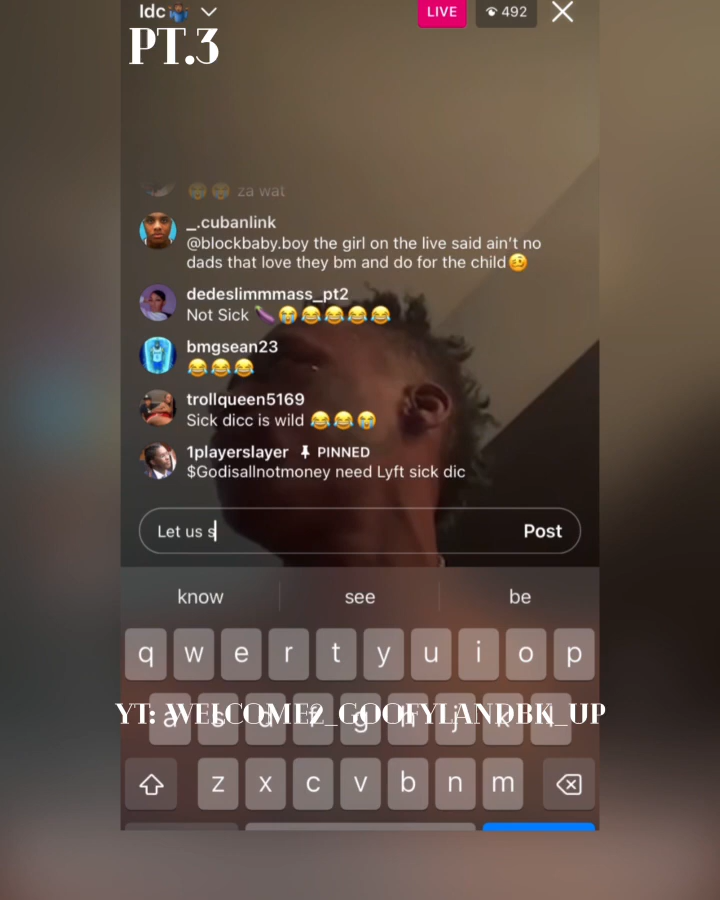 ldc🤷🏾‍♂️
LIVE
492
PT.3
😭😭 za wat
_.cubanlink
@blockbaby.boy the girl on the live said ain't no
dads that love they bm and do for the child🥴
dedeslimmmass_pt2
Not Sick 🍆😭😂😂😂😂
bmgsean23
😂😂😂
trollqueen5169
Sick dicc is wild 😂😂😭
1playerslayer PINNED
$Godisallnotmoney need Lyft sick dic
Let us s
Post
know see be
q w e r t y u i o p
YT: WELCOME2_GOOFYLANDBK_UP
a s d f g h j k l
z x c v b n m